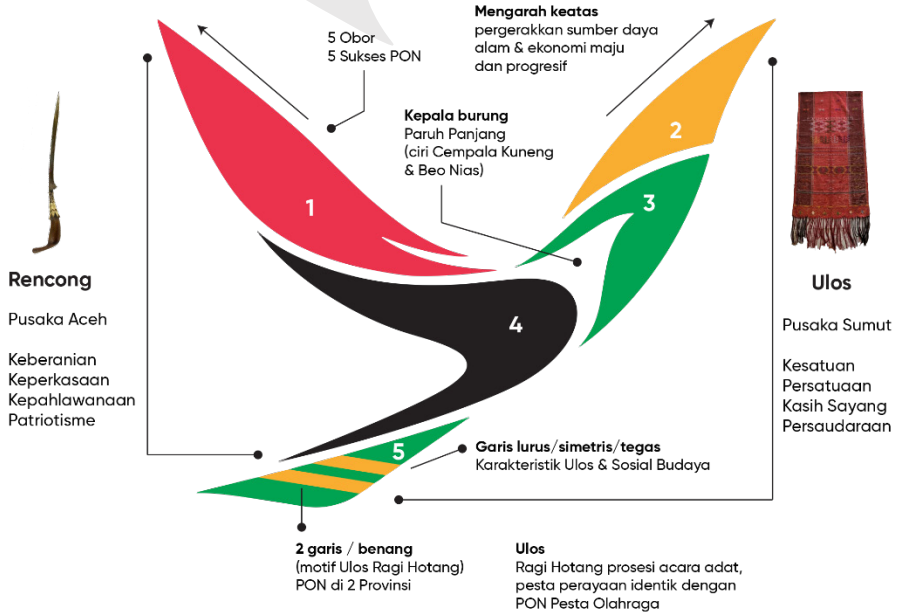 5 Obor
5 Sukses PON
Mengarah keatas
pergerakkan sumber daya
alam & ekonomi maju
dan progresif
Kepala burung
Paruh Panjang
(ciri Cempala Kuneng
& Beo Nias)
1
2
3
4
5
Rencong
Pusaka Aceh
Keberanian
Keperkasaan
Kepahlawanaan
Patriotisme
Ulos
Pusaka Sumut
Kesatuan
Persatuaan
Kasih Sayang
Persaudaraan
Garis lurus/simetris/tegas
Karakteristik Ulos & Sosial Budaya
2 garis / benang
(motif Ulos Ragi Hotang)
PON di 2 Provinsi
Ulos
Ragi Hotang prosesi acara adat,
pesta perayaan identik dengan
PON Pesta Olahraga